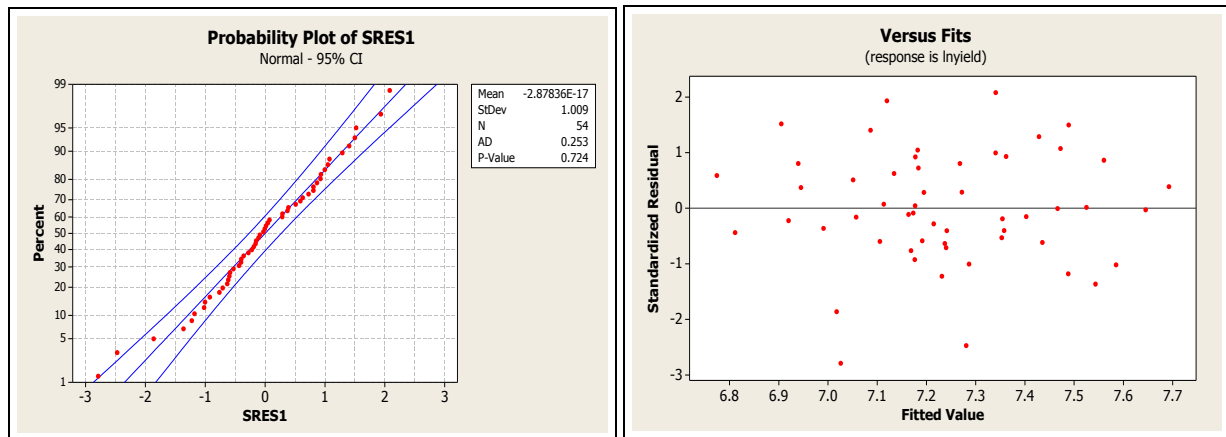 Probability Plot of SRES1
Normal - 95% CI
99
95
90
80
70
60
50
40
30
20
10
5
1
Percent
-3 -2 -1 0 1 2 3
SRES1
Mean -2.87836E-17
StDev 1.009
N 54
AD 0.253
P-Value 0.724
Versus Fits
(response is lnyield)
2
1
0
-1
-2
-3
Standardized Residual
6.8 6.9 7.0 7.1 7.2 7.3 7.4 7.5 7.6 7.7
Fitted Value